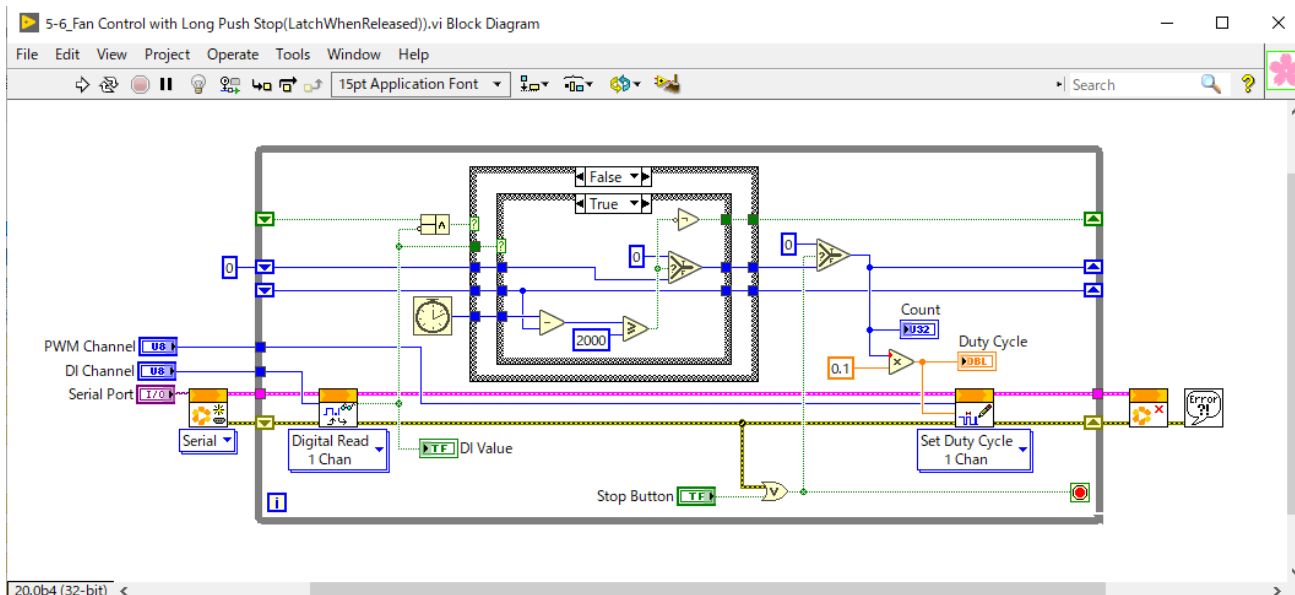 5-6_Fan Control with Long Push Stop(LatchWhenReleased)).vi Block Diagram
File Edit View Project Operate Tools Window Help
15pt Application Font
Search
False
True
0
0
0
2000
Count
U32
Duty Cycle
DBL
0.1
PWM Channel U8
DI Channel U8
Serial Port I/O
Error
?!
Serial
Digital Read
1 Chan
TF DI Value
Set Duty Cycle
1 Chan
Stop Button TF
i
20.0b4 (32-bit)